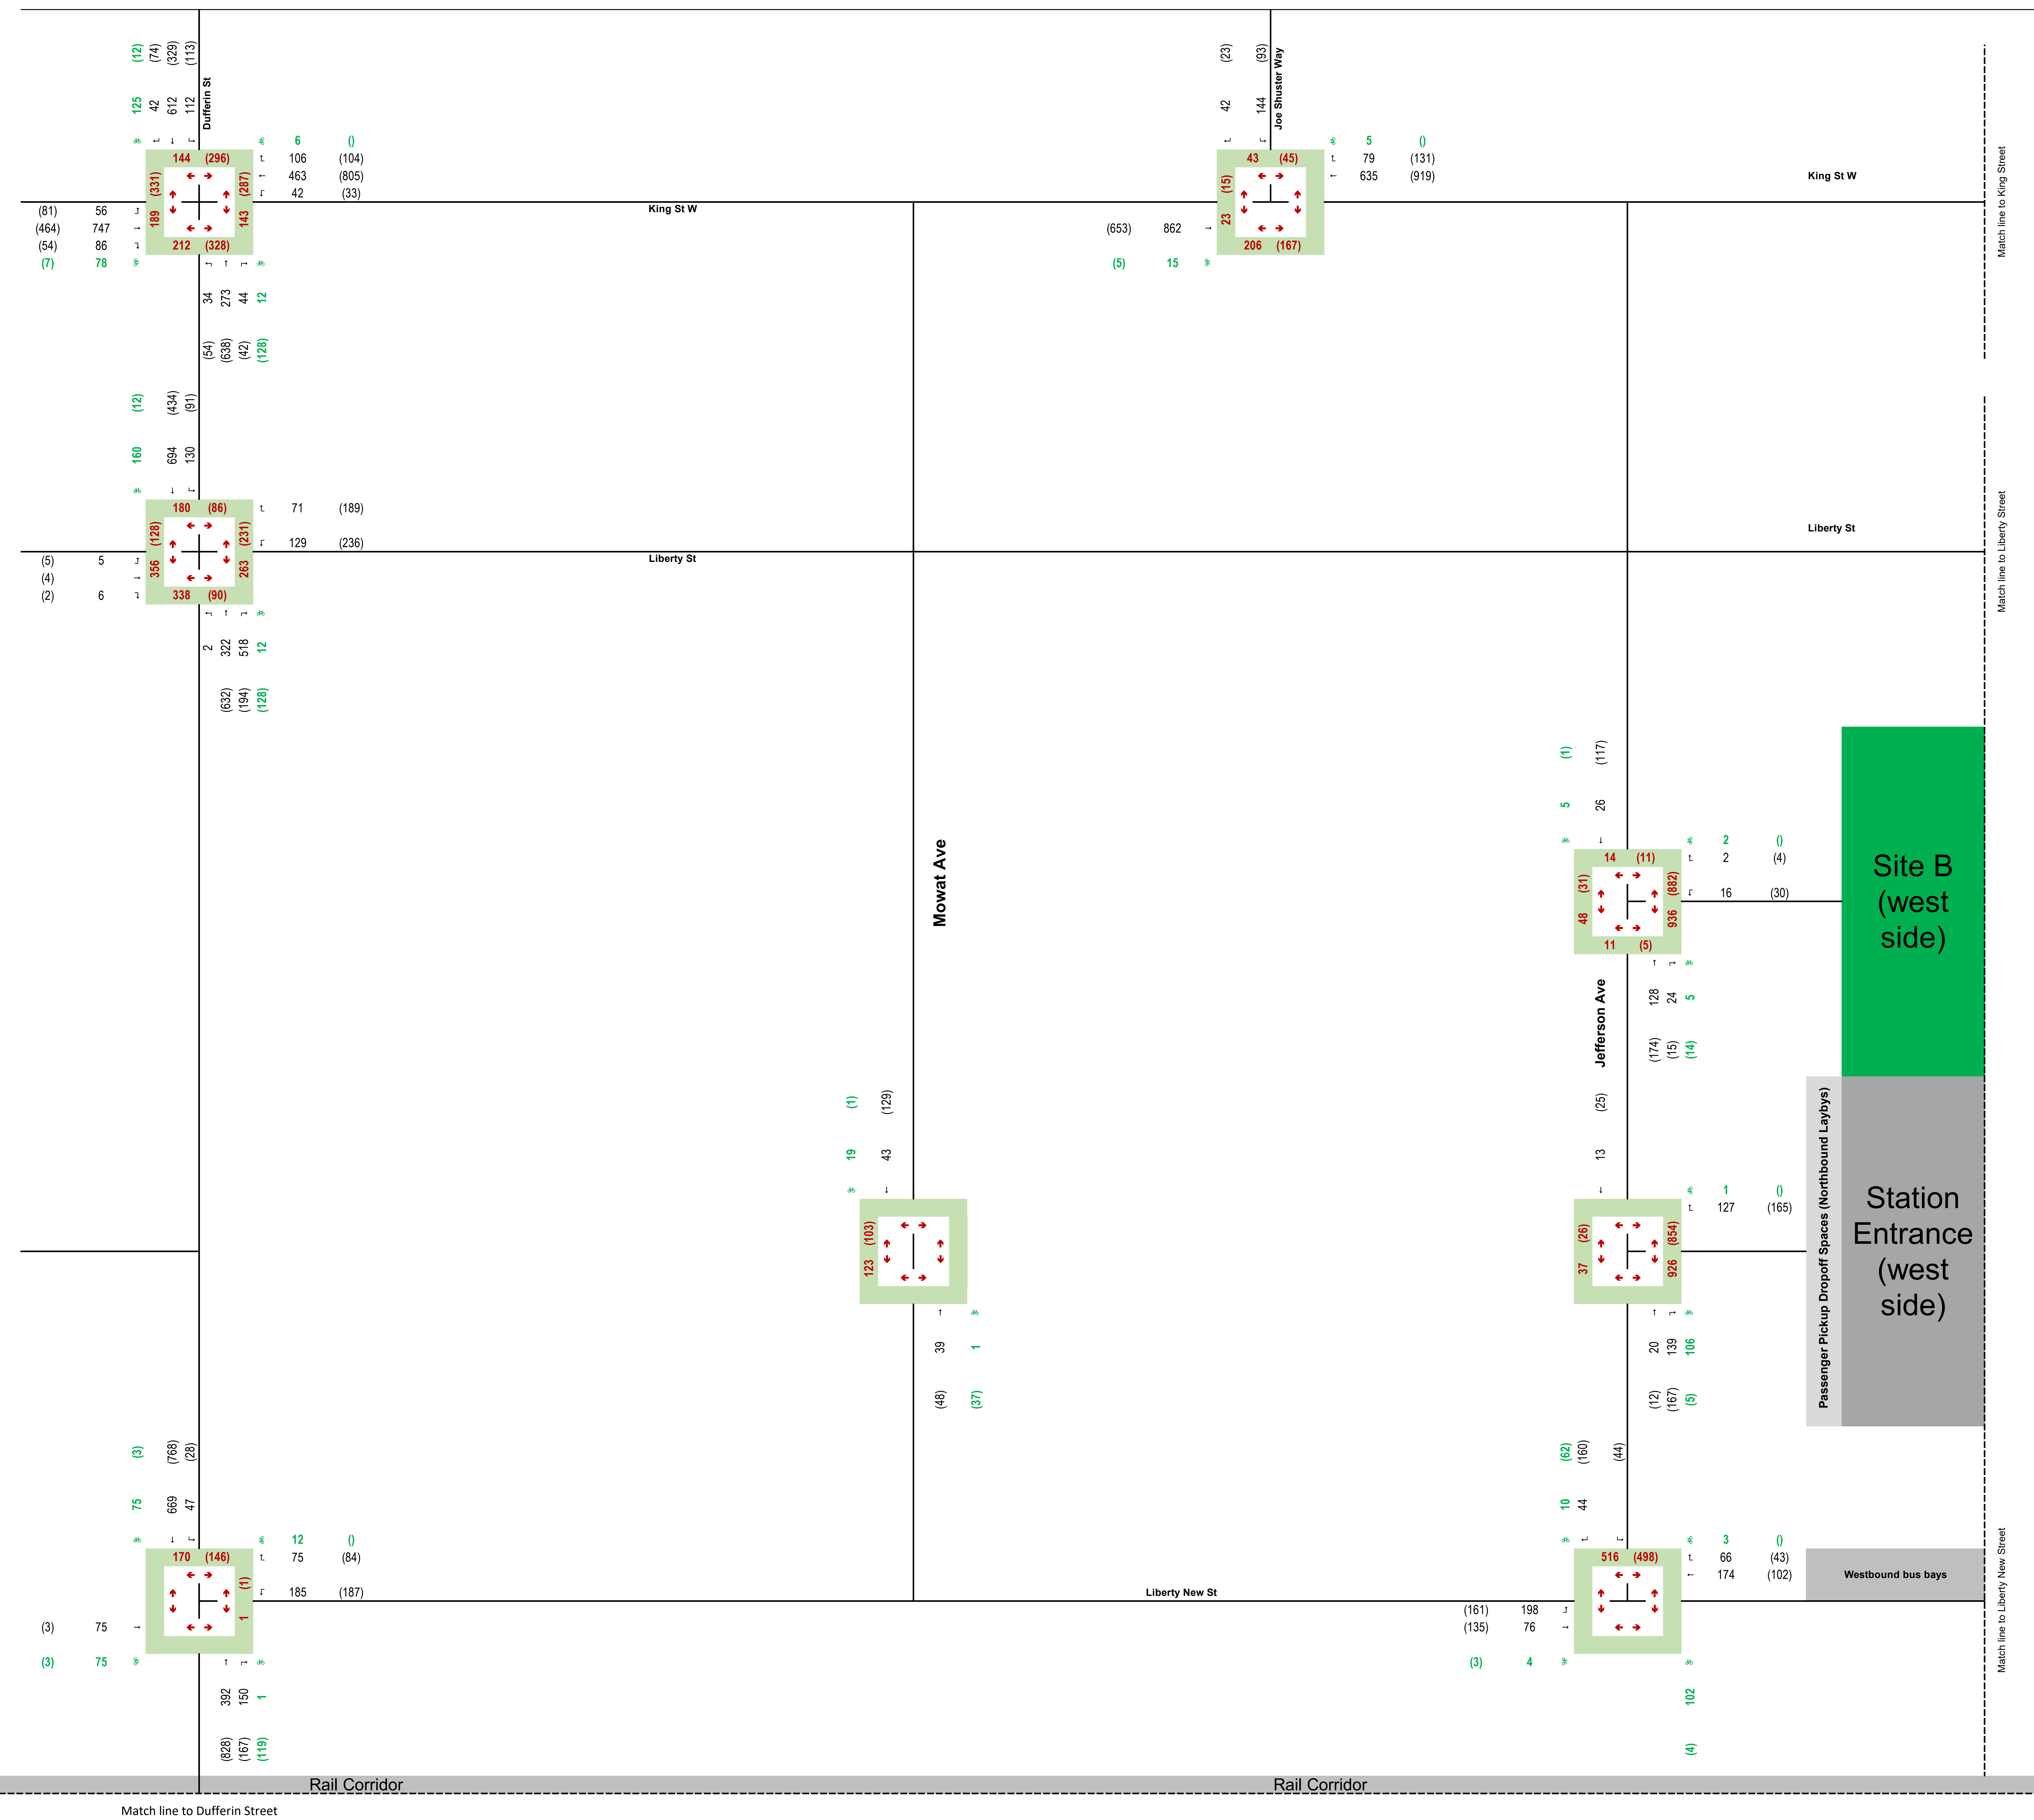 (12) (74) (329) (113)
125 42 612 112
Dufferin St
6 ()
106 (104)
463 (805)
42 (33)
144 (296)
189 (331)
143 (287)
212 (328)
(81) 56
(464) 747
(54) 86
(7) 78
34 273 44 12
(54) (638) (42) (128)
King St W
(23) (93)
42 144
Joe Shuster Way
5 ()
79 (131)
635 (919)
43 (45)
23 (15)
206 (167)
(653) 862
(5) 15
King St W
Match line to King Street
(12) (434) (91)
160 694 130
71 (189)
129 (236)
180 (86)
356 (128)
263 (231)
338 (90)
(5) 5
(4)
(2) 6
2 322 518 12
(632) (194) (128)
Liberty St
Liberty St
Match line to Liberty Street
Mowat Ave
(1) (117)
5 26
2 ()
2 (4)
16 (30)
14 (11)
48 (31)
936 (882)
11 (5)
128 24 5
(174) (15) (14)
Jefferson Ave
Site B
(west
side)
(1) (129)
19 43
123 (103)
39 1
(48) (37)
(25)
13
1 ()
127 (165)
37 (26)
926 (854)
20 139 106
(12) (167) (5)
Passenger Pickup Dropoff Spaces (Northbound Laybys)
Station
Entrance
(west
side)
(3) (768) (28)
75 669 47
12 ()
75 (84)
185 (187)
170 (146)
1 (1)
(3) 75
(3) 75
392 150 1
(828) (167) (119)
Liberty New St
(62) (160) (44)
10 44
3 ()
66 (43)
174 (102)
516 (498)
(161) 198
(135) 76
(3) 4
102
(4)
Westbound bus bays
Match line to Liberty New Street
Rail Corridor
Rail Corridor
Match line to Dufferin Street